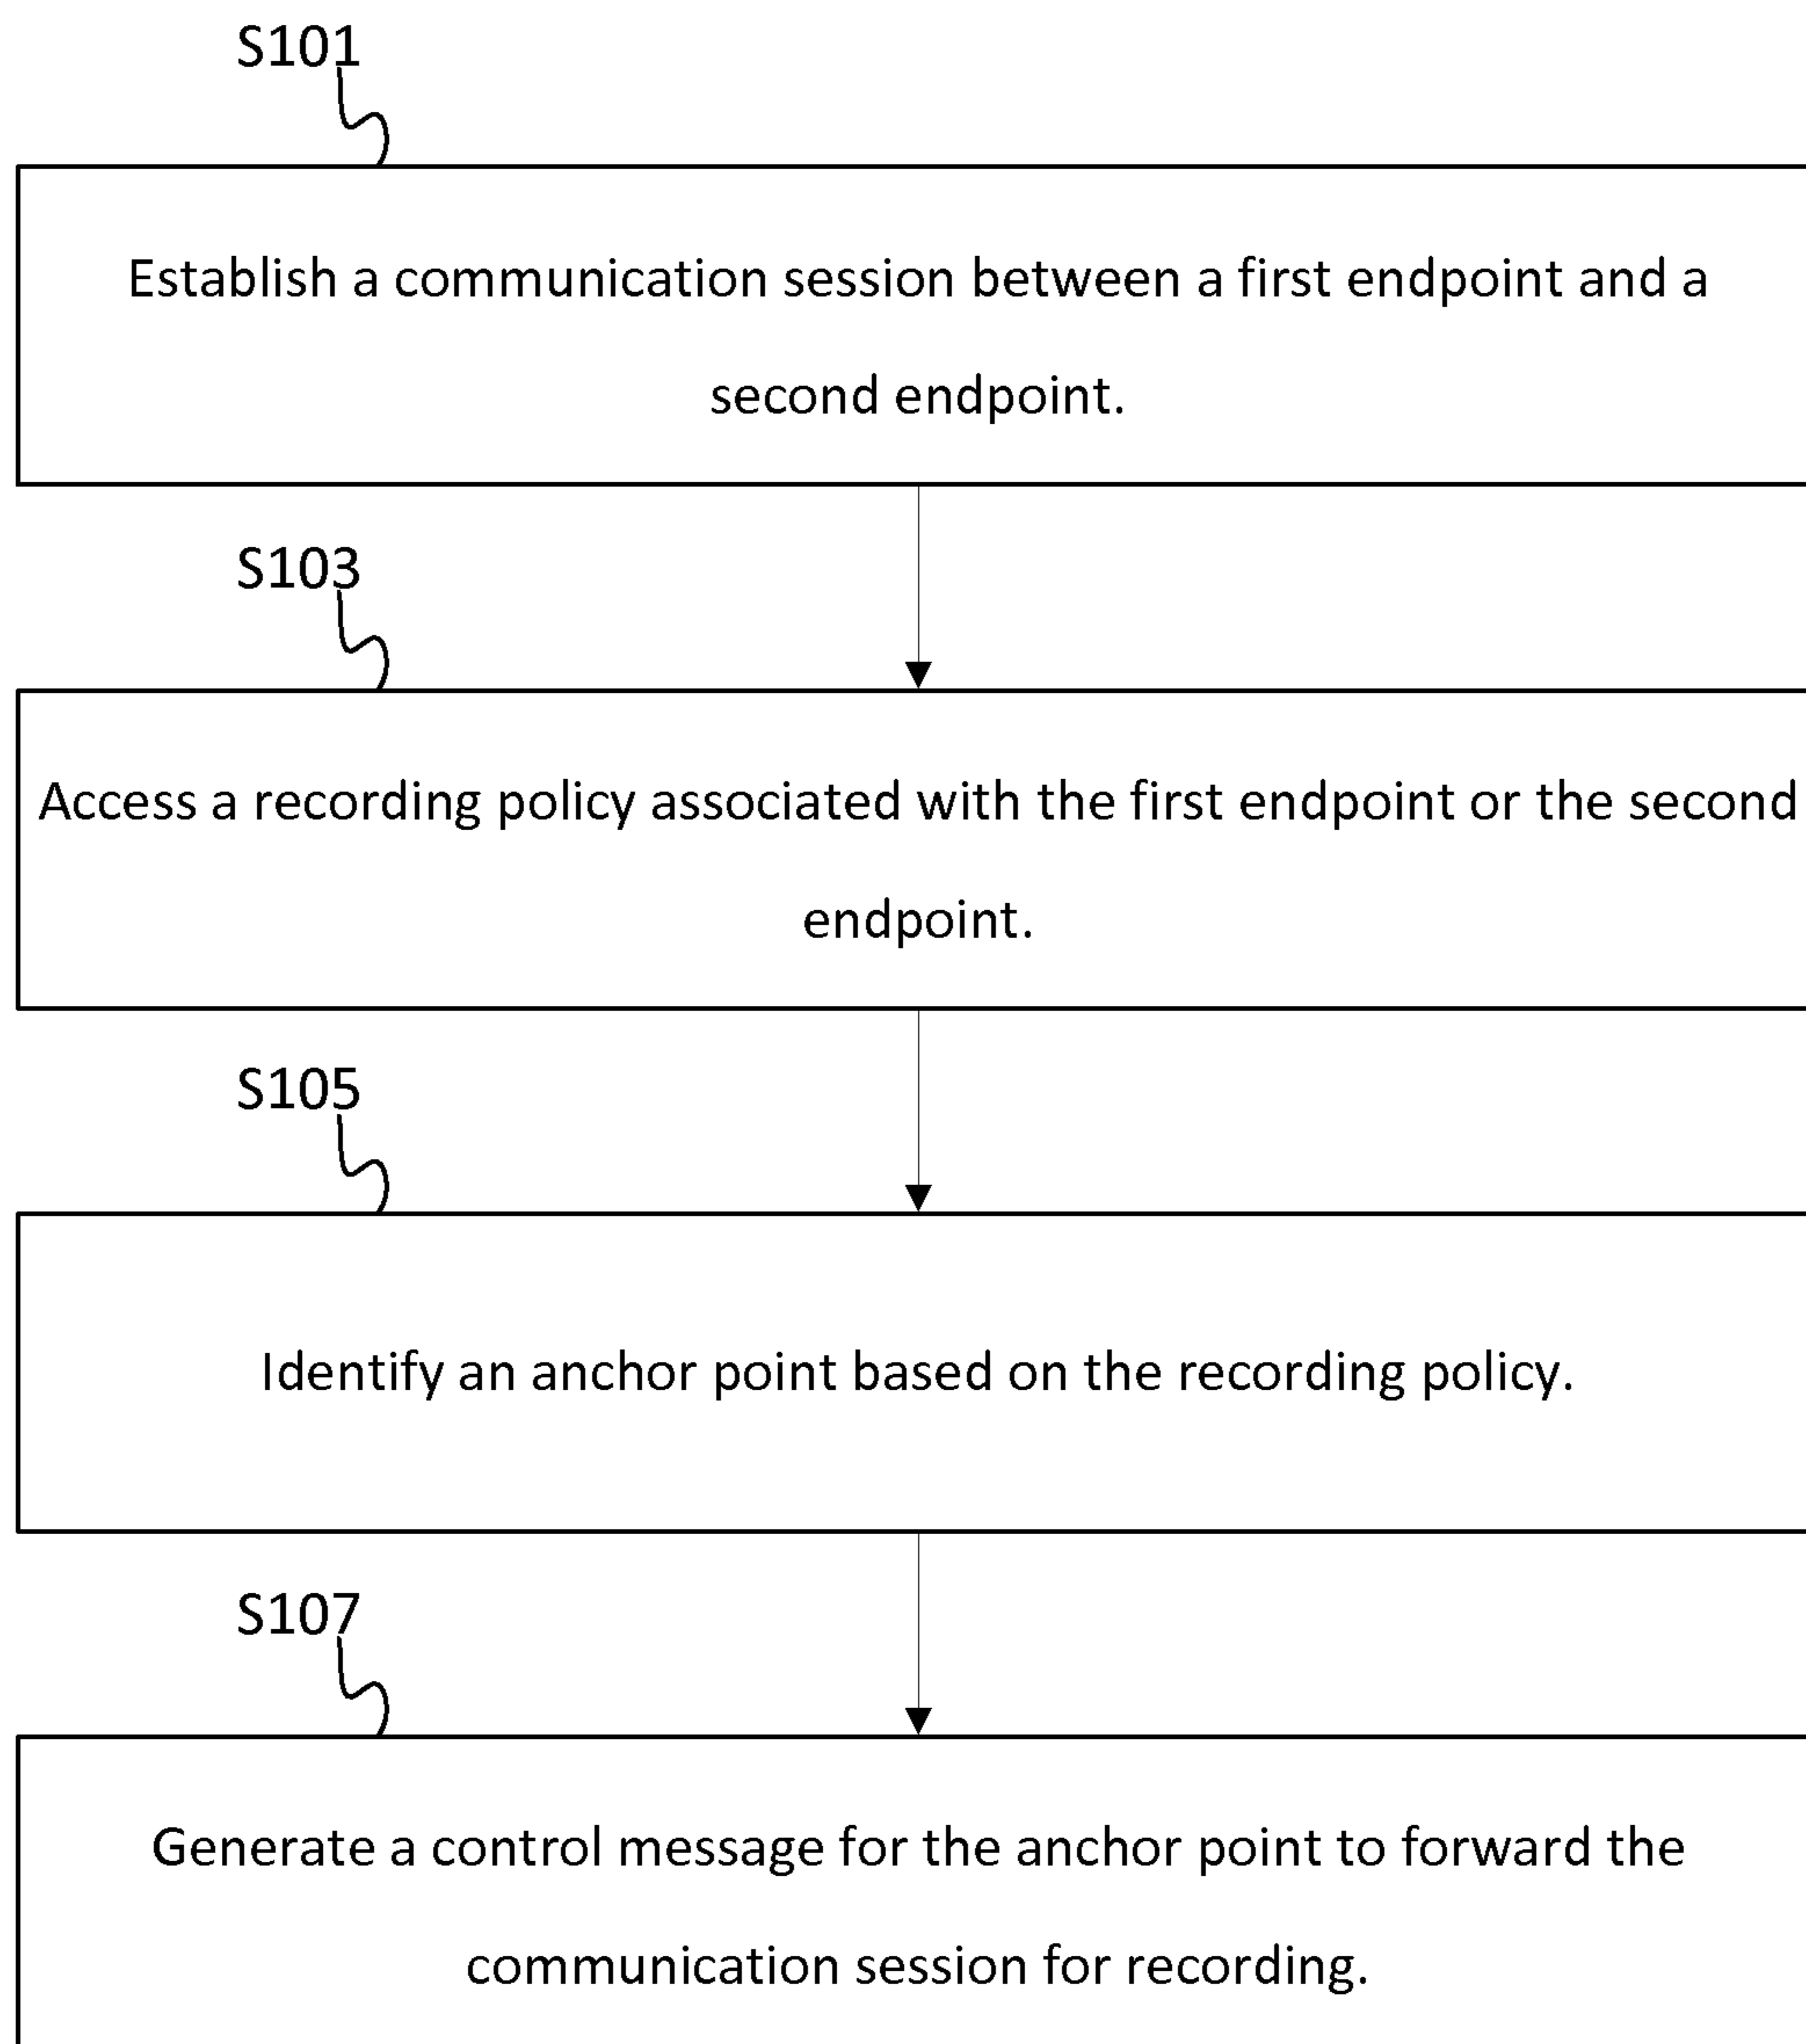 S101
Establish a communication session between a first endpoint and a
second endpoint.
S103
Access a recording policy associated with the first endpoint or the second
endpoint.
S105
Identify an anchor point based on the recording policy.
S107
Generate a control message for the anchor point to forward the
communication session for recording.